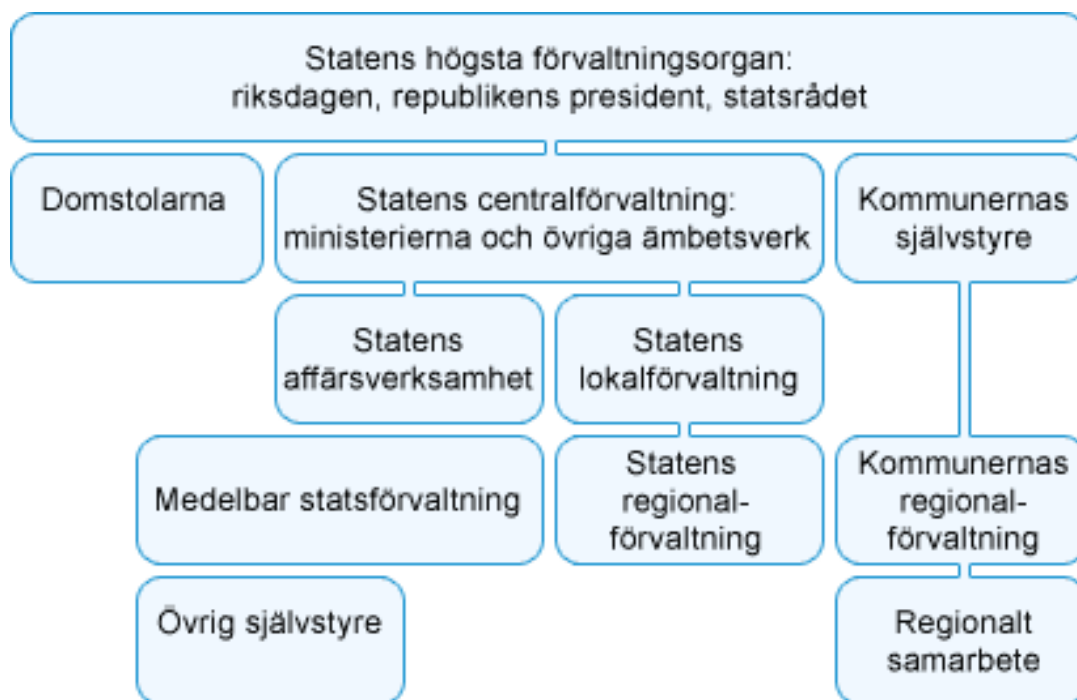 Statens högsta förvaltningsorgan:
riksdagen, republikens president, statsrådet
Domstolarna
Statens centralförvaltning:
ministerierna och övriga ämbetsverk
Kommunernas
självstyre
Statens
affärsverksamhet
Statens
lokalförvaltning
Medelbar statsförvaltning
Statens
regional-
förvaltning
Kommunernas
regional-
förvaltning
Övrig självstyre
Regionalt
samarbete